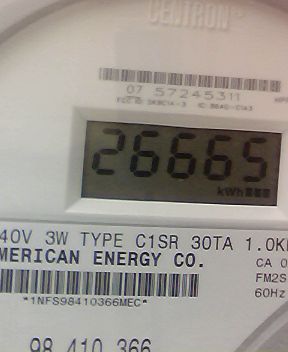 CENTRON
07 57245311
26665
kWh
40V 3W TYPE C1SR 30TA 1.0K
MERICAN ENERGY CO.
CA 0
FM2S
60Hz
*1NFS98410366MEC*
98 410 366